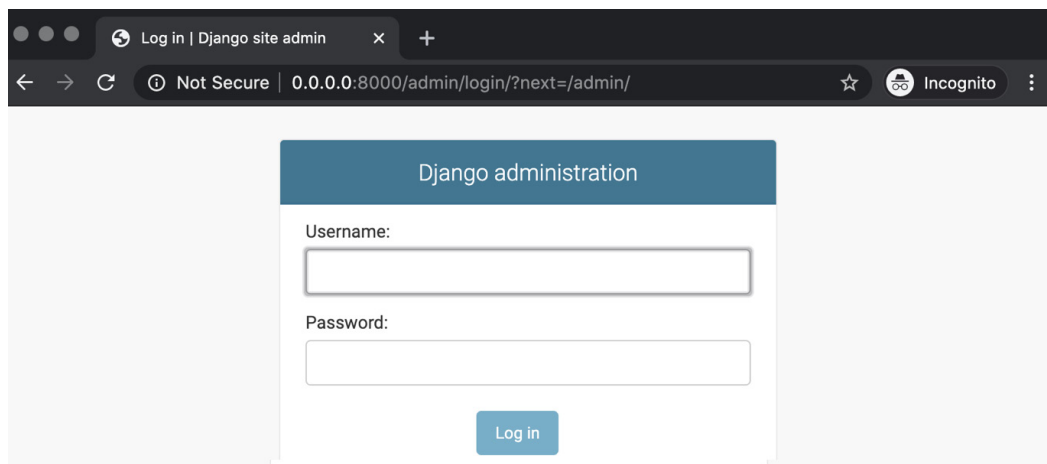 Log in | Django site admin
Not Secure | 0.0.0.0:8000/admin/login/?next=/admin/
Incognito
Django administration
Username:
Password:
Log in